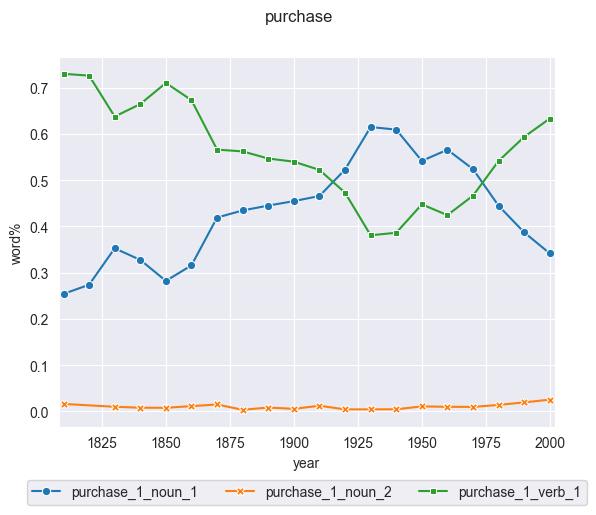 purchase
0.7
0.6
0.5
0.4
0.3
0.2
0.1
0.0
word%
1825 1850 1875 1900 1925 1950 1975 2000
year
purchase_1_noun_1 purchase_1_noun_2 purchase_1_verb_1